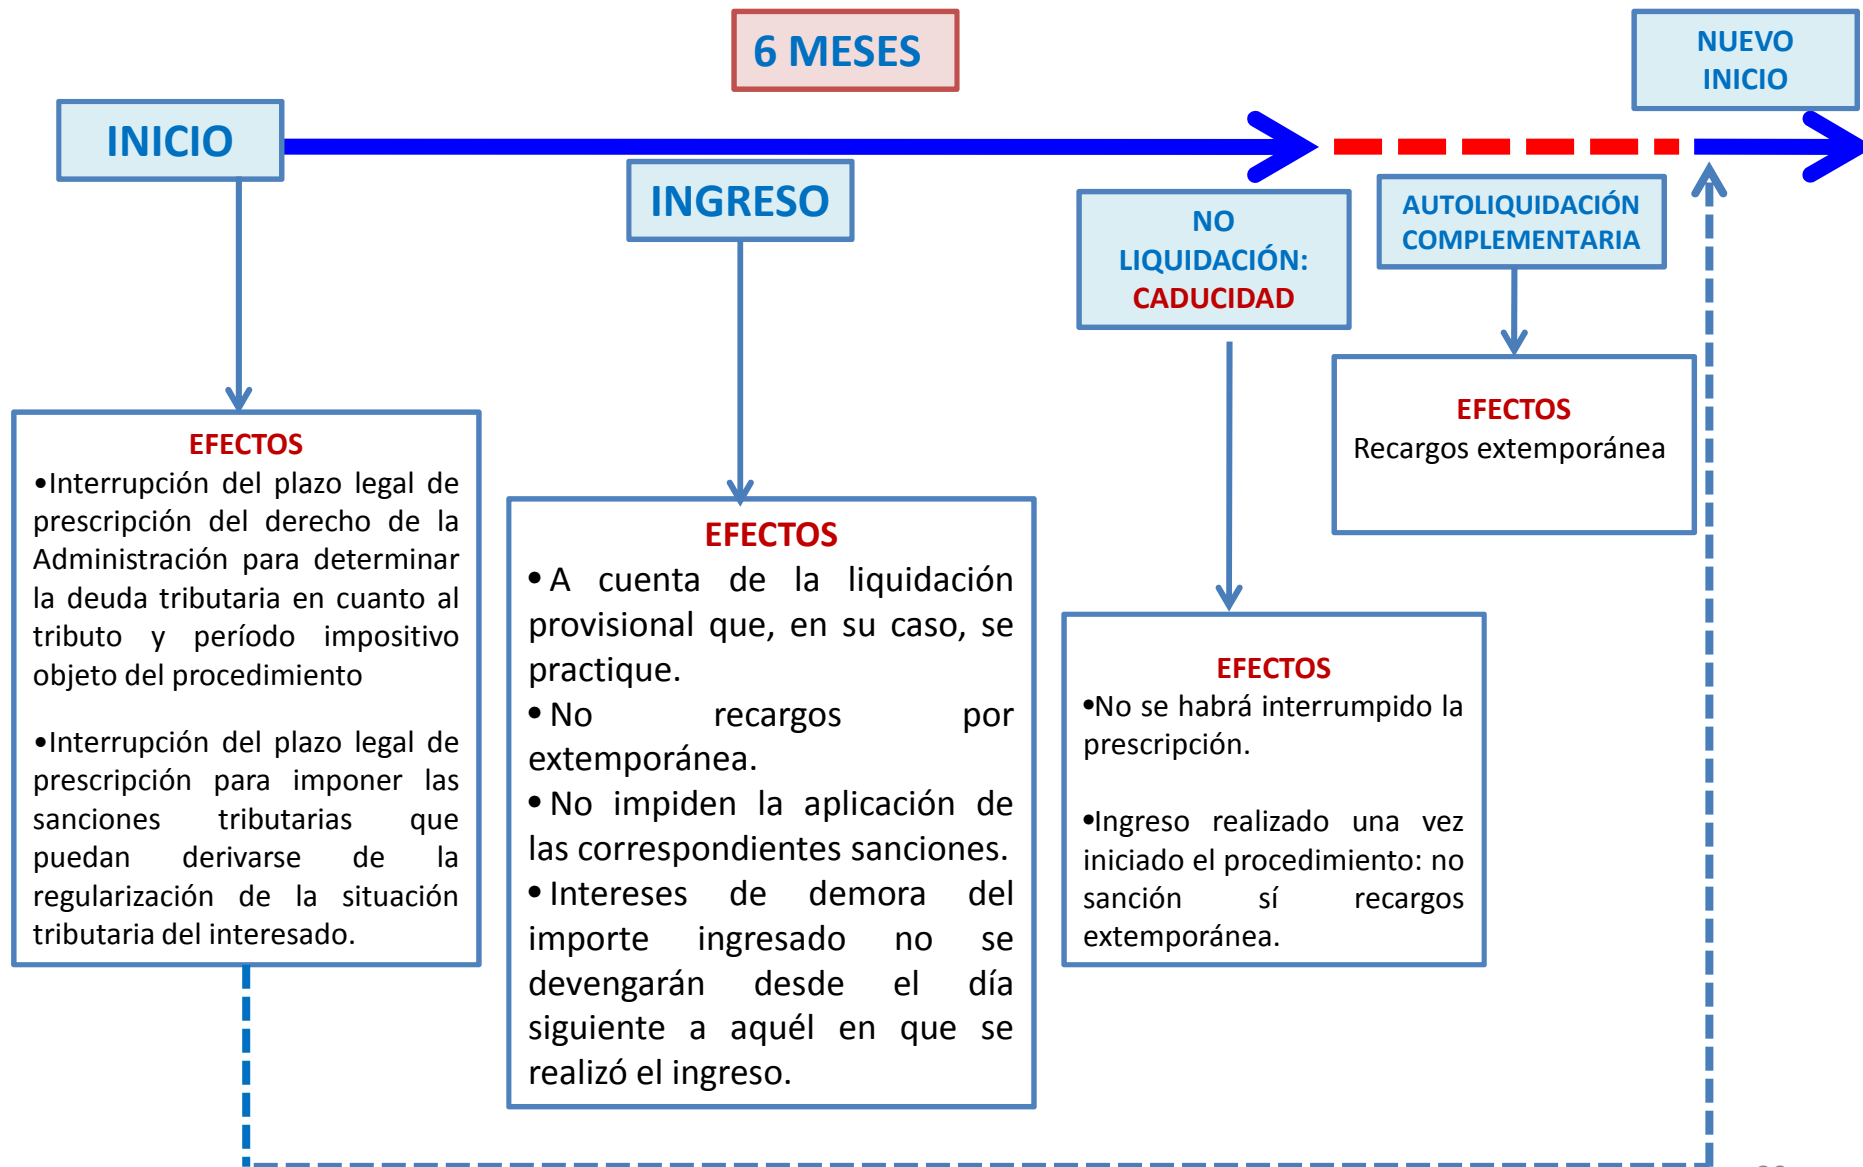 6 MESES
NUEVO
INICIO
INICIO
INGRESO
NO
LIQUIDACIÓN:
CADUCIDAD
AUTOLIQUIDACIÓN
COMPLEMENTARIA
EFECTOS
•Interrupción del plazo legal de
prescripción del derecho de la
Administración para determinar
la deuda tributaria en cuanto al
tributo y período impositivo
objeto del procedimiento
•Interrupción del plazo legal de
prescripción para imponer las
sanciones tributarias que
puedan derivarse de la
regularización de la situación
tributaria del interesado.
EFECTOS
• A cuenta de la liquidación
provisional que, en su caso, se
practique.
• No recargos por
extemporánea.
• No impiden la aplicación de
las correspondientes sanciones.
• Intereses de demora del
importe ingresado no se
devengarán desde el día
siguiente a aquél en que se
realizó el ingreso.
EFECTOS
•No se habrá interrumpido la
prescripción.
•Ingreso realizado una vez
iniciado el procedimiento: no
sanción sí recargos
extemporánea.
EFECTOS
Recargos extemporánea